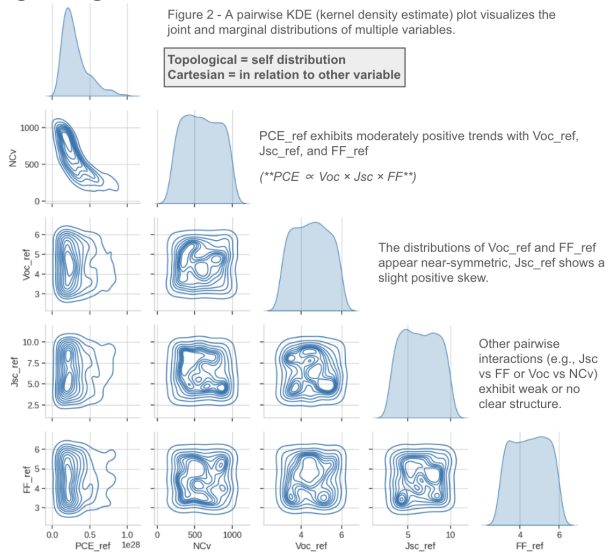 Figure 2 - A pairwise KDE (kernel density estimate) plot visualizes the
joint and marginal distributions of multiple variables.
Topological = self distribution
Cartesian = in relation to other variable
1000
500
0
NCv
PCE_ref exhibits moderately positive trends with Voc_ref,
Jsc_ref, and FF_ref
(**PCE ∝ Voc × Jsc × FF**)
6
5
4
3
Voc_ref
The distributions of Voc_ref and FF_ref
appear near-symmetric, Jsc_ref shows a
slight positive skew.
10.0
7.5
5.0
2.5
Jsc_ref
Other pairwise
interactions (e.g., Jsc
vs FF or Voc vs NCv)
exhibit weak or no
clear structure.
6
5
4
3
FF_ref
0.0 0.5 1.0 0 500 1000 4 6 5 10 4 6
1e28
PCE_ref NCv Voc_ref Jsc_ref FF_ref